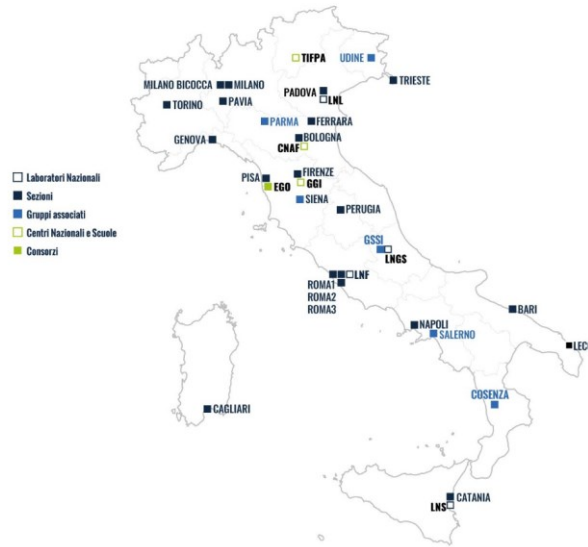 TIFPA
UDINE
TRIESTE
MILANO BICOCCA
MILANO
PADOVA
LNL
TORINO
PAVIA
PARMA
FERRARA
GENOVA
BOLOGNA
CNAF
Laboratori Nazionali
Sezioni
Gruppi associati
Centri Nazionali e Scuole
Consorzi
PISA
EGO
FIRENZE
GGI
SIENA
PERUGIA
GSSI
LNGS
LNF
ROMA1
ROMA2
ROMA3
BARI
NAPOLI
SALERNO
LECC
COSENZA
CAGLIARI
CATANIA
LNS